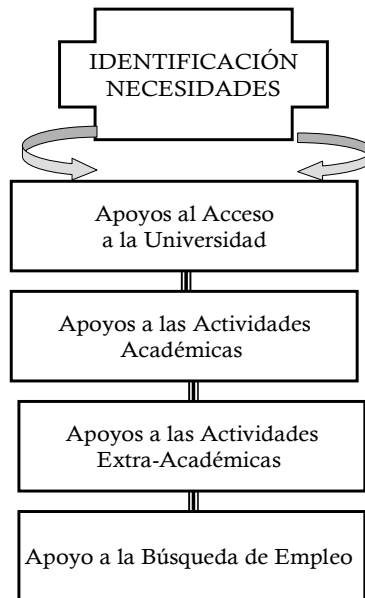 IDENTIFICACIÓN
NECESIDADES
Apoyos al Acceso
a la Universidad
Apoyos a las Actividades
Académicas
Apoyos a las Actividades
Extra-Académicas
Apoyo a la Búsqueda de Empleo